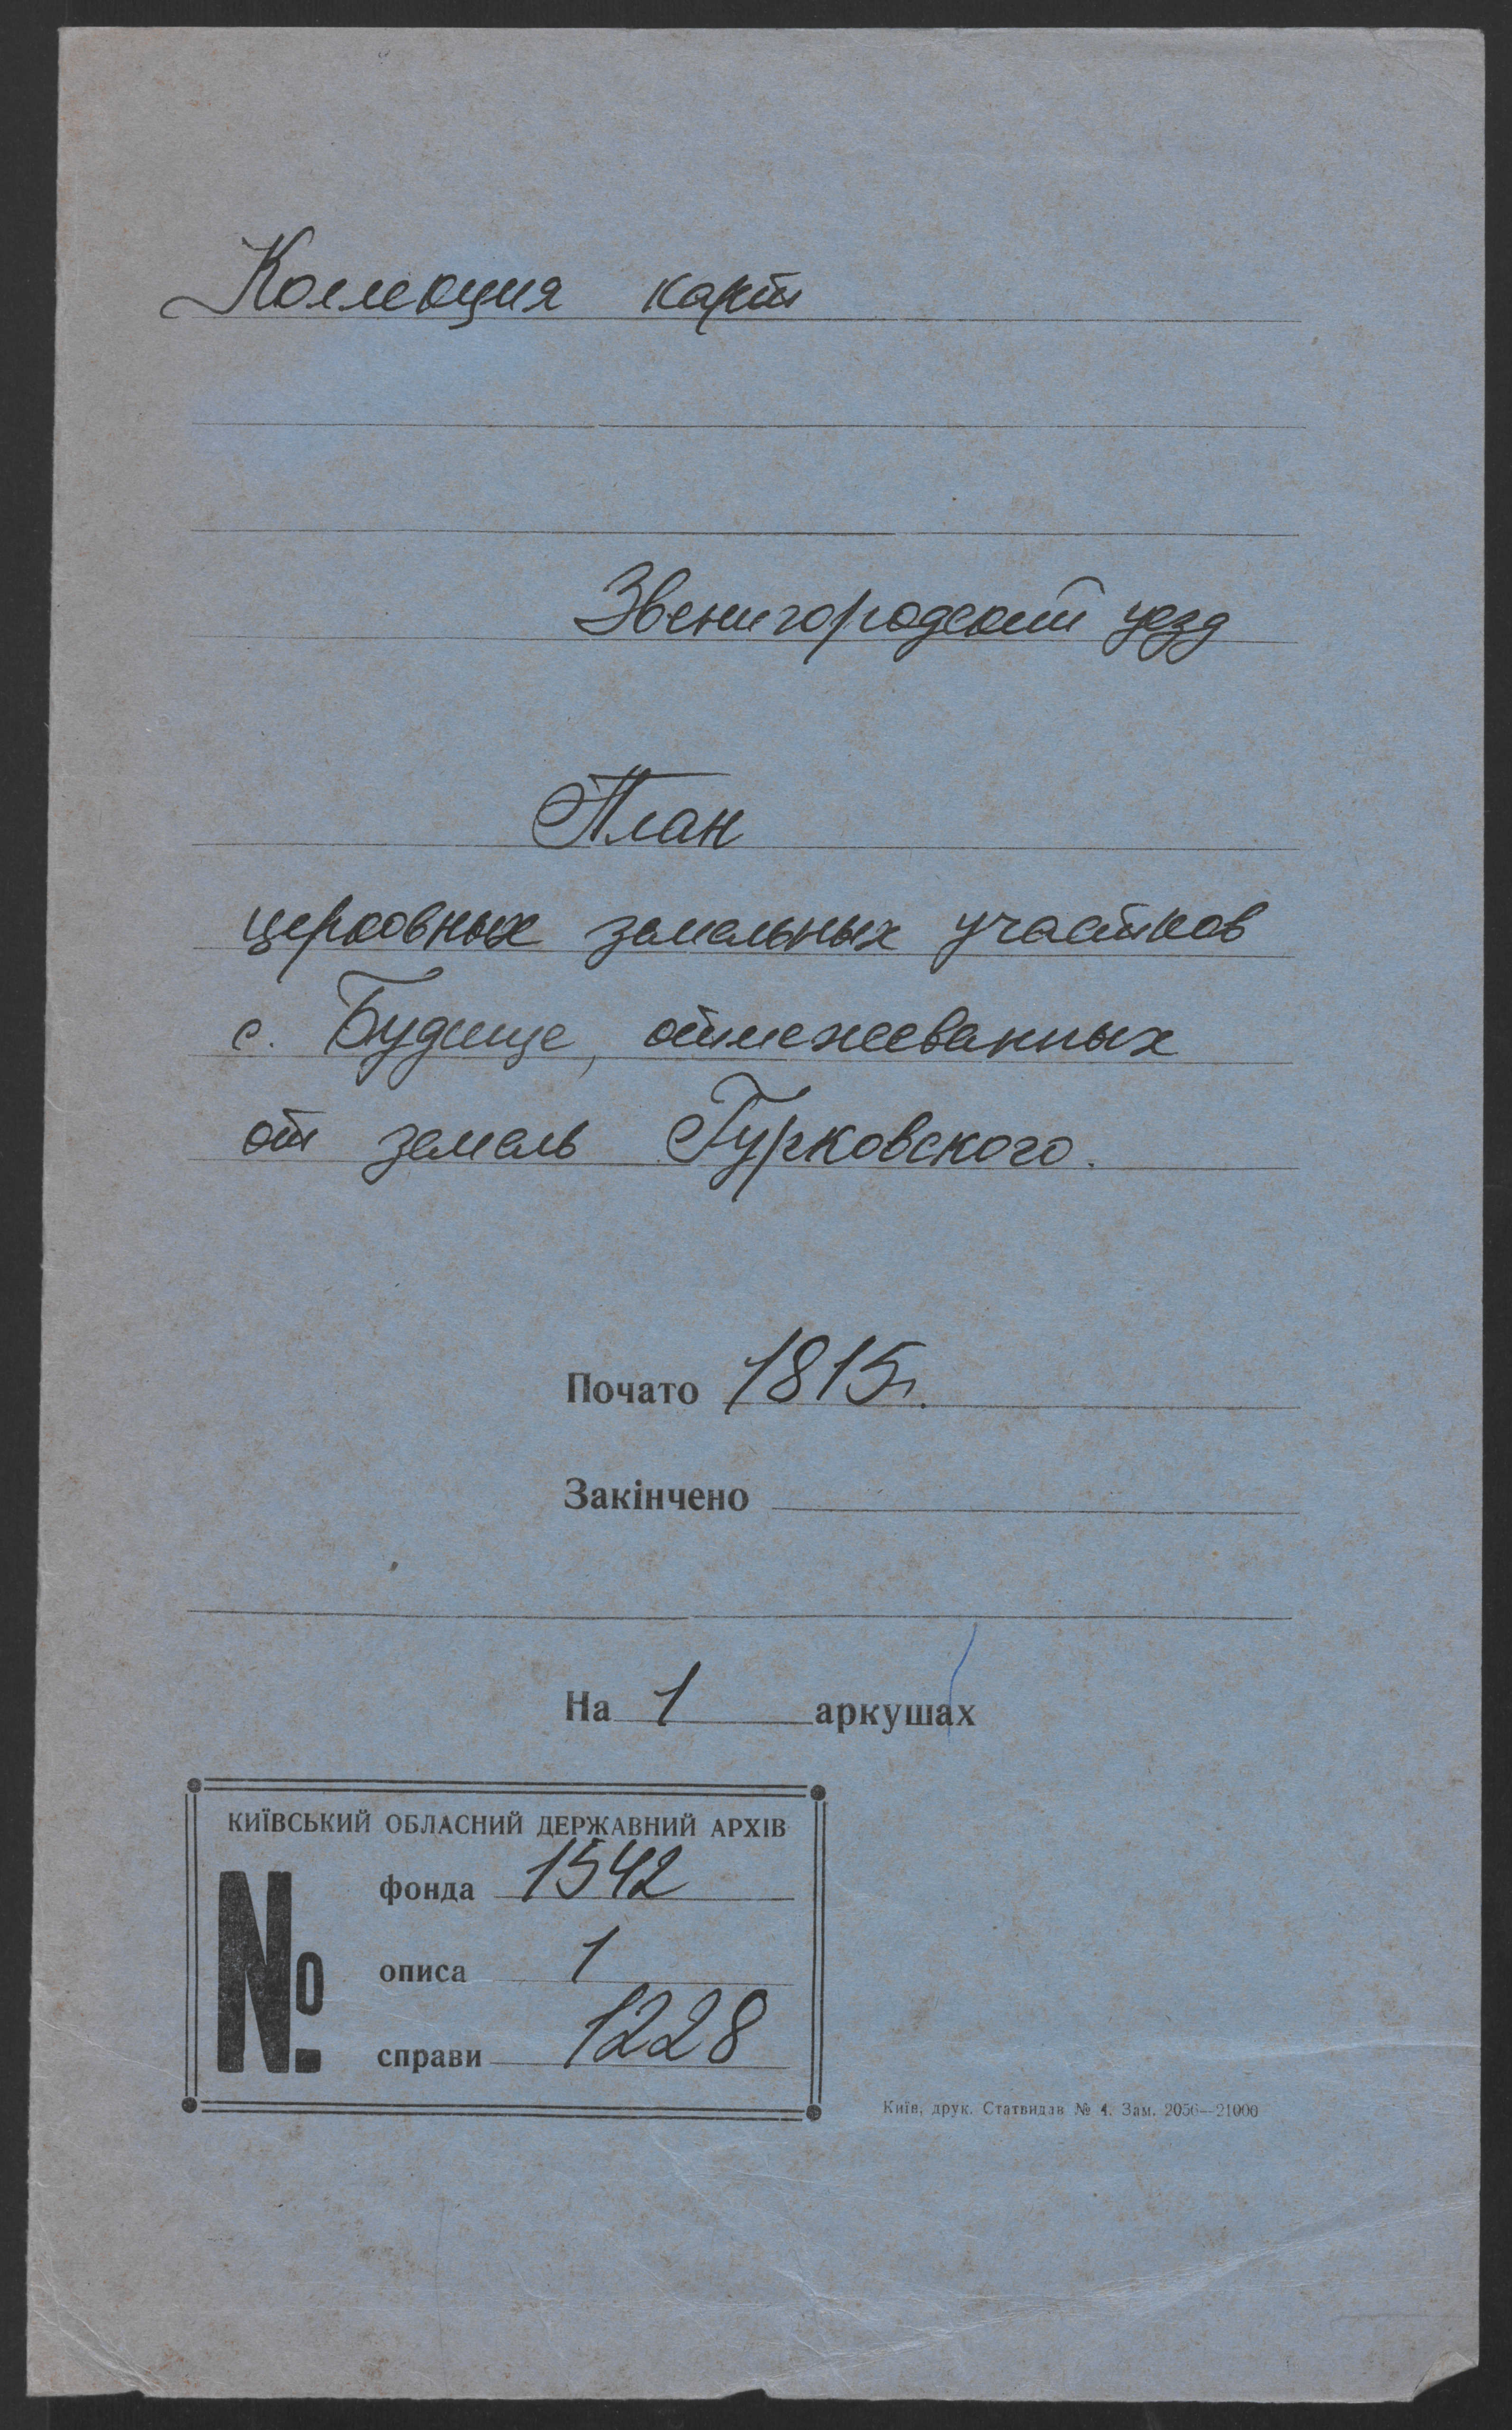 Коллекция карт
Звенигородский уезд
План
церковных земельных участков
с. Будище, отмежеванных
от земель Гурковского.
Почато 1815г.
Закінчено
На 1 аркушах
КИЇВСЬКИЙ ОБЛАСНИЙ ДЕРЖАВНИЙ АРХІВ
№
фонда 1542
описа 1
справи 1228
Київ, друк. Статвидав № 4. Зам. 2056—21000